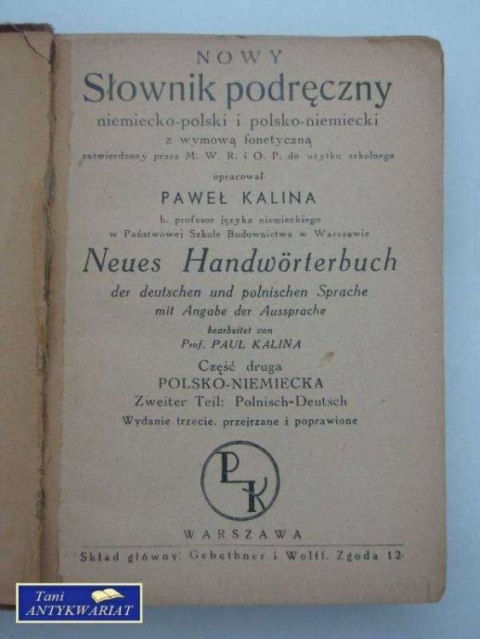 NOWY
Słownik podręczny
niemiecko-polski i polsko-niemiecki
z wymową fonetyczną
zatwierdzony przez M. W. R. i O. P. do użytku szkolnego
opracował
PAWEŁ KALINA
b. profesor języka niemieckiego
w Państwowej Szkole Budownictwa w Warszawie
Neues Handwörterbuch
der deutschen und polnischen Sprache
mit Angabe der Aussprache
bearbeitet von
Prof. PAUL KALINA
Część druga
POLSKO-NIEMIECKA
Zweiter Teil: Polnisch-Deutsch
Wydanie trzecie, przejrzane i poprawione
PK
WARSZAWA
Skład główny: Gebethner i Wolff. Zgoda 12.
Tani
ANTYKWARIAT